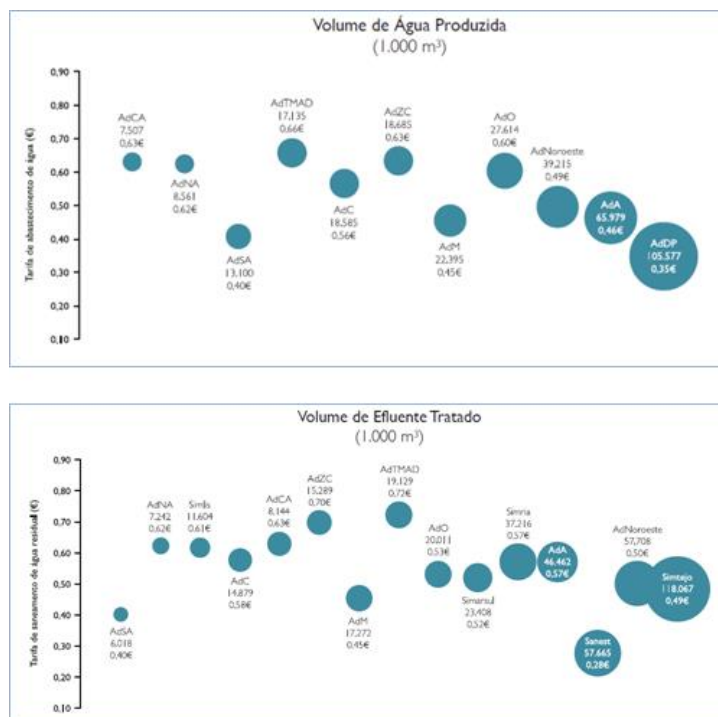 Volume de Água Produzida
(1.000 m³)
Tarifa de abastecimento de água (€)
0,90
0,80
0,70
0,60
0,50
0,40
0,30
0,20
0,10
AdCA
7,507
0,63€
AdNA
8,561
0,62€
AdSA
13,100
0,40€
AdTMAD
17,135
0,66€
AdC
18,585
0,56€
AdZC
18,685
0,63€
AdM
22,395
0,45€
AdO
27,614
0,60€
AdNoroeste
39,215
0,49€
AdA
65.979
0,46€
AdDP
105.577
0,35€
Volume de Efluente Tratado
(1.000 m³)
Tarifa de saneamento de água residual (€)
0,90
0,80
0,70
0,60
0,50
0,40
0,30
0,20
0,10
AdSA
6,018
0,40€
AdNA
7,242
0,62€
Simlis
11,604
0,61€
AdC
14,879
0,58€
AdCA
8,144
0,63€
AdZC
15,289
0,70€
AdM
17,272
0,45€
AdTMAD
19,129
0,72€
AdO
20,011
0,53€
Simarsul
23,408
0,52€
Simria
37,216
0,57€
AdA
46.462
0,57€
Sanest
57.665
0,28€
AdNoroeste
57,708
0,50€
Simtejo
118.067
0,49€